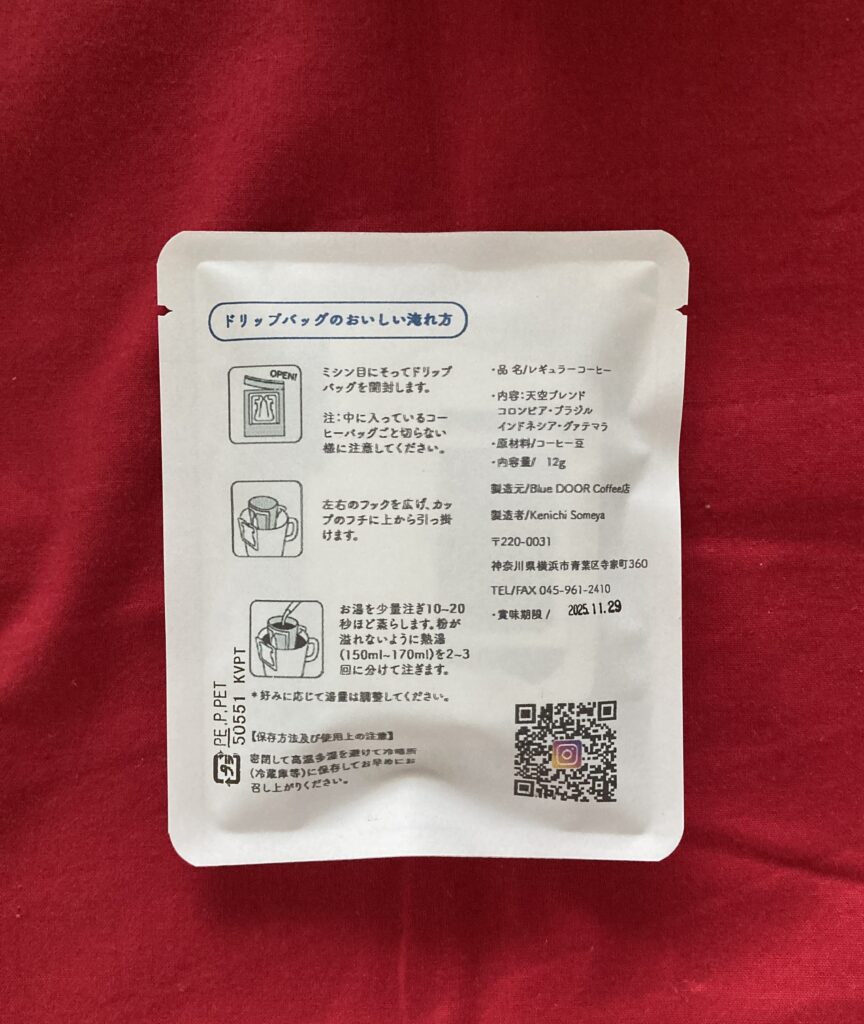 ドリップバッグのおいしい淹れ方
OPEN!
ミシン目にそってドリップ
バッグを開封します。
注：中に入っているコー
ヒーバッグごと切らない
様に注意してください。
左右のフックを広げ、カッ
プのフチに上から引っ掛
けます。
お湯を少量注ぎ10~20
秒ほど蒸らします。粉が
溢れないように熱湯
(150ml~170ml)を2~3
回に分けて注ぎます。
*好みに応じて湯量は調整してください。
【保存方法及び使用上の注意】
密閉して高温多湿を避けて冷暗所
(冷蔵庫等)に保存してお早めにお
召し上がりください。
PE.P.PET
50551 KVPT
・品 名/レギュラーコーヒー
・内容：天空ブレンド
コロンビア・ブラジル
インドネシア・グァテマラ
・原材料/コーヒー豆
・内容量/ 12g
製造元/Blue DOOR Coffee店
製造者/Kenichi Someya
〒220-0031
神奈川県横浜市青葉区寺家町360
TEL/FAX 045-961-2410
・賞味期限 / 2025.11.29